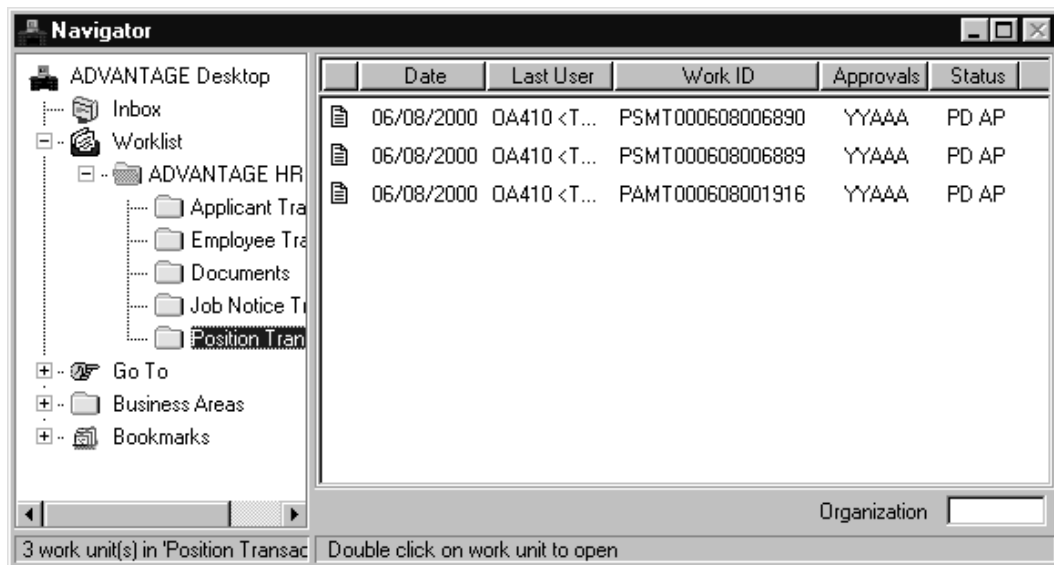 Navigator
ADVANTAGE Desktop
Inbox
Worklist
ADVANTAGE HR
Applicant Tra
Employee Tra
Documents
Job Notice Tr
Position Tran
Go To
Business Areas
Bookmarks
Date Last User Work ID Approvals Status
06/08/2000 OA410 <T... PSMT000608006890 YYAAA PD AP
06/08/2000 OA410 <T... PSMT000608006889 YYAAA PD AP
06/08/2000 OA410 <T... PAMT000608001916 YYAAA PD AP
Organization
3 work unit(s) in 'Position Transac
Double click on work unit to open